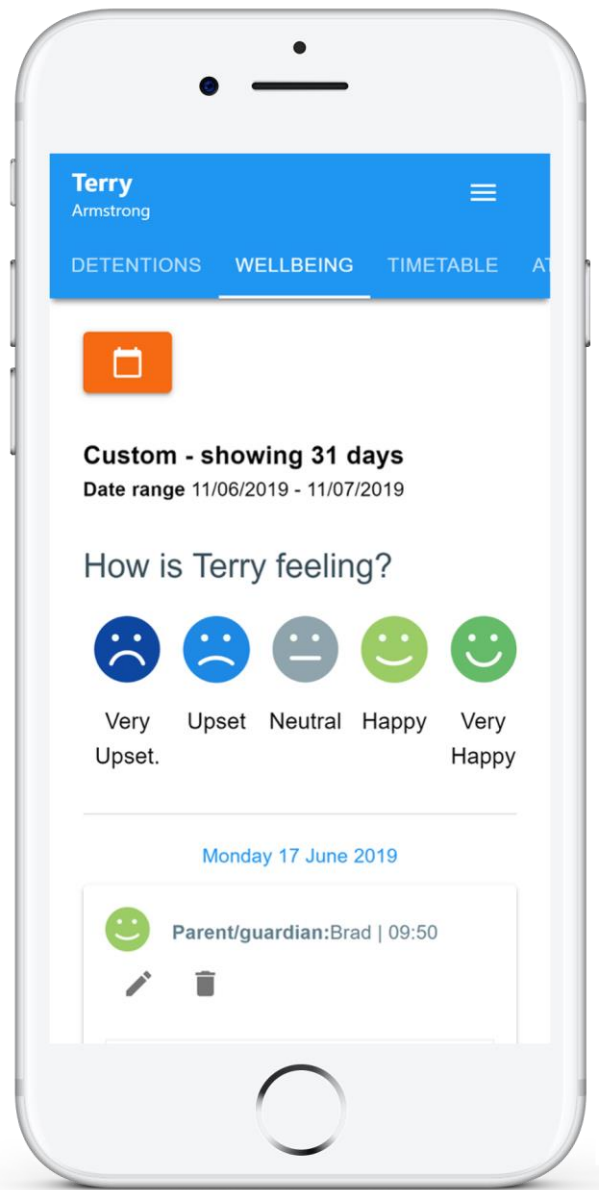 Terry
Armstrong
DETENTIONS WELLBEING TIMETABLE AT
Custom - showing 31 days
Date range 11/06/2019 - 11/07/2019
How is Terry feeling?
Very Upset. Upset Neutral Happy Very Happy
Monday 17 June 2019
Parent/guardian:Brad | 09:50